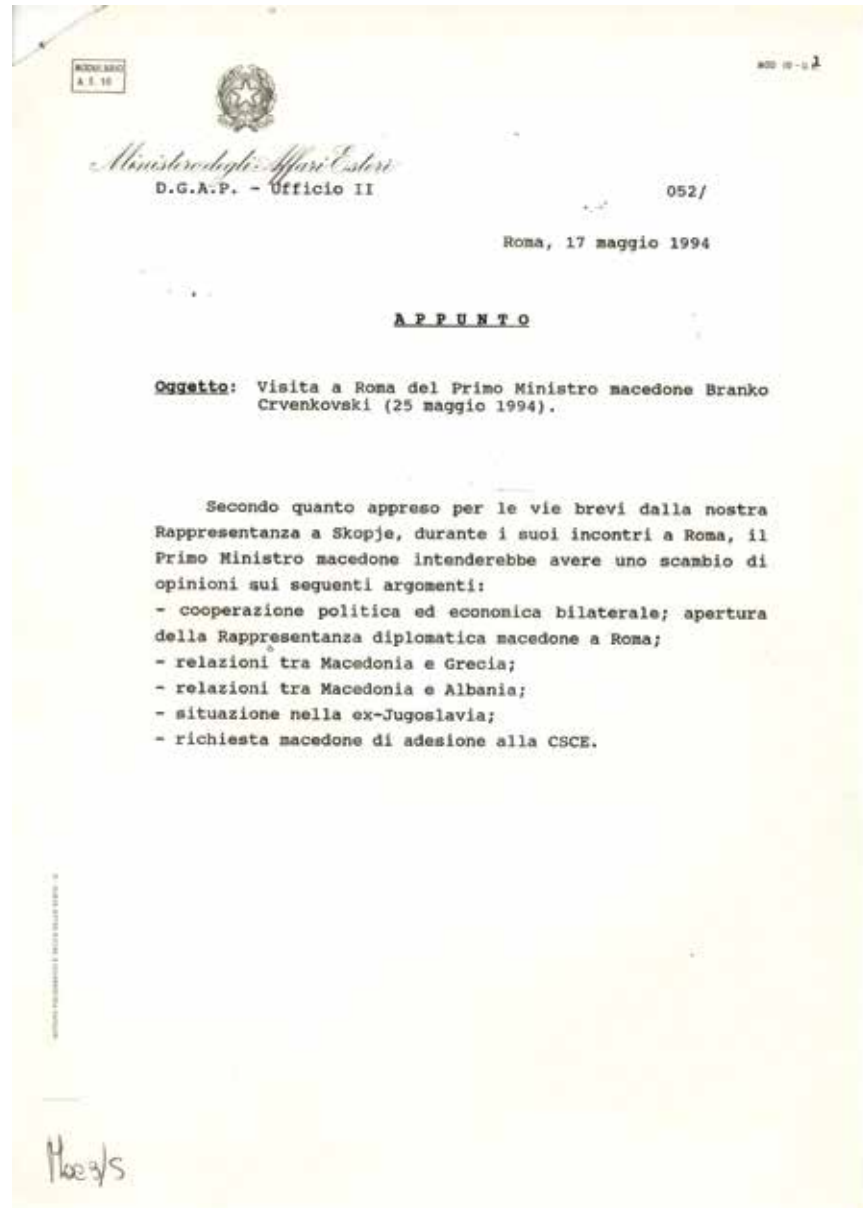 MODULARIO
A. E. 10
MOD
1
Ministero degli Affari Esteri
D.G.A.P. - Ufficio II
052/
Roma, 17 maggio 1994
A P P U N T O
Oggetto: Visita a Roma del Primo Ministro macedone Branko
Crvenkovski (25 maggio 1994).
Secondo quanto appreso per le vie brevi dalla nostra
Rappresentanza a Skopje, durante i suoi incontri a Roma, il
Primo Ministro macedone intenderebbe avere uno scambio di
opinioni sui seguenti argomenti:
- cooperazione politica ed economica bilaterale; apertura
della Rappresentanza diplomatica macedone a Roma;
- relazioni tra Macedonia e Grecia;
- relazioni tra Macedonia e Albania;
- situazione nella ex-Jugoslavia;
- richiesta macedone di adesione alla CSCE.